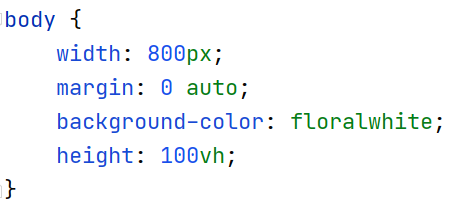 body {
    width: 800px;
    margin: 0 auto;
    background-color: floralwhite;
    height: 100vh;
}